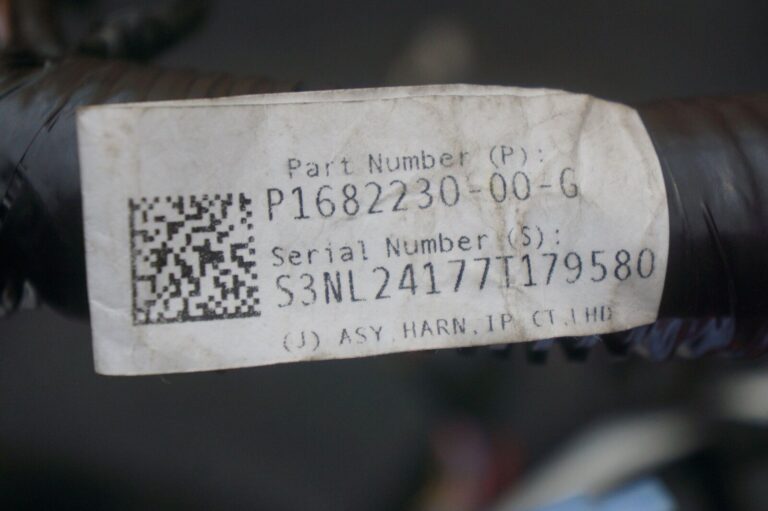 Part Number (P):
P1682230-00-G
Serial Number (S):
S3NL24177T179580
(J) ASY,HARN,IP CT,LHD